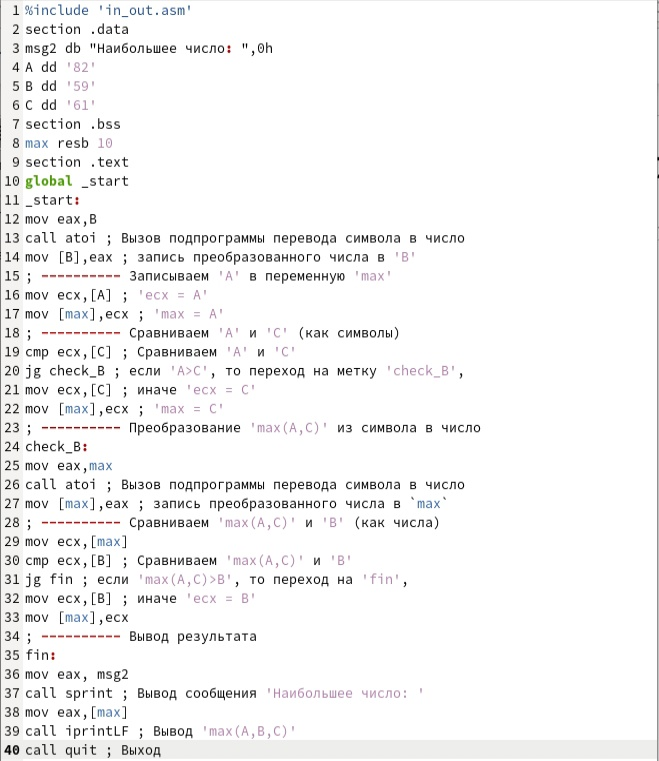 1 %include 'in_out.asm'
2 section .data
3 msg2 db "Наибольшее число: ",0h
4 A dd '82'
5 B dd '59'
6 C dd '61'
7 section .bss
8 max resb 10
9 section .text
10 global _start
11 _start:
12 mov eax,B
13 call atoi ; Вызов подпрограммы перевода символа в число
14 mov [B],eax ; запись преобразованного числа в 'B'
15 ; ---------- Записываем 'A' в переменную 'max'
16 mov ecx,[A] ; 'ecx = A'
17 mov [max],ecx ; 'max = A'
18 ; ---------- Сравниваем 'A' и 'C' (как символы)
19 cmp ecx,[C] ; Сравниваем 'A' и 'C'
20 jg check_B ; если 'A>C', то переход на метку 'check_B',
21 mov ecx,[C] ; иначе 'ecx = C'
22 mov [max],ecx ; 'max = C'
23 ; ---------- Преобразование 'max(A,C)' из символа в число
24 check_B:
25 mov eax,max
26 call atoi ; Вызов подпрограммы перевода символа в число
27 mov [max],eax ; запись преобразованного числа в `max`
28 ; ---------- Сравниваем 'max(A,C)' и 'B' (как числа)
29 mov ecx,[max]
30 cmp ecx,[B] ; Сравниваем 'max(A,C)' и 'B'
31 jg fin ; если 'max(A,C)>B', то переход на 'fin',
32 mov ecx,[B] ; иначе 'ecx = B'
33 mov [max],ecx
34 ; ---------- Вывод результата
35 fin:
36 mov eax, msg2
37 call sprint ; Вывод сообщения 'Наибольшее число: '
38 mov eax,[max]
39 call iprintLF ; Вывод 'max(A,B,C)'
40 call quit ; Выход